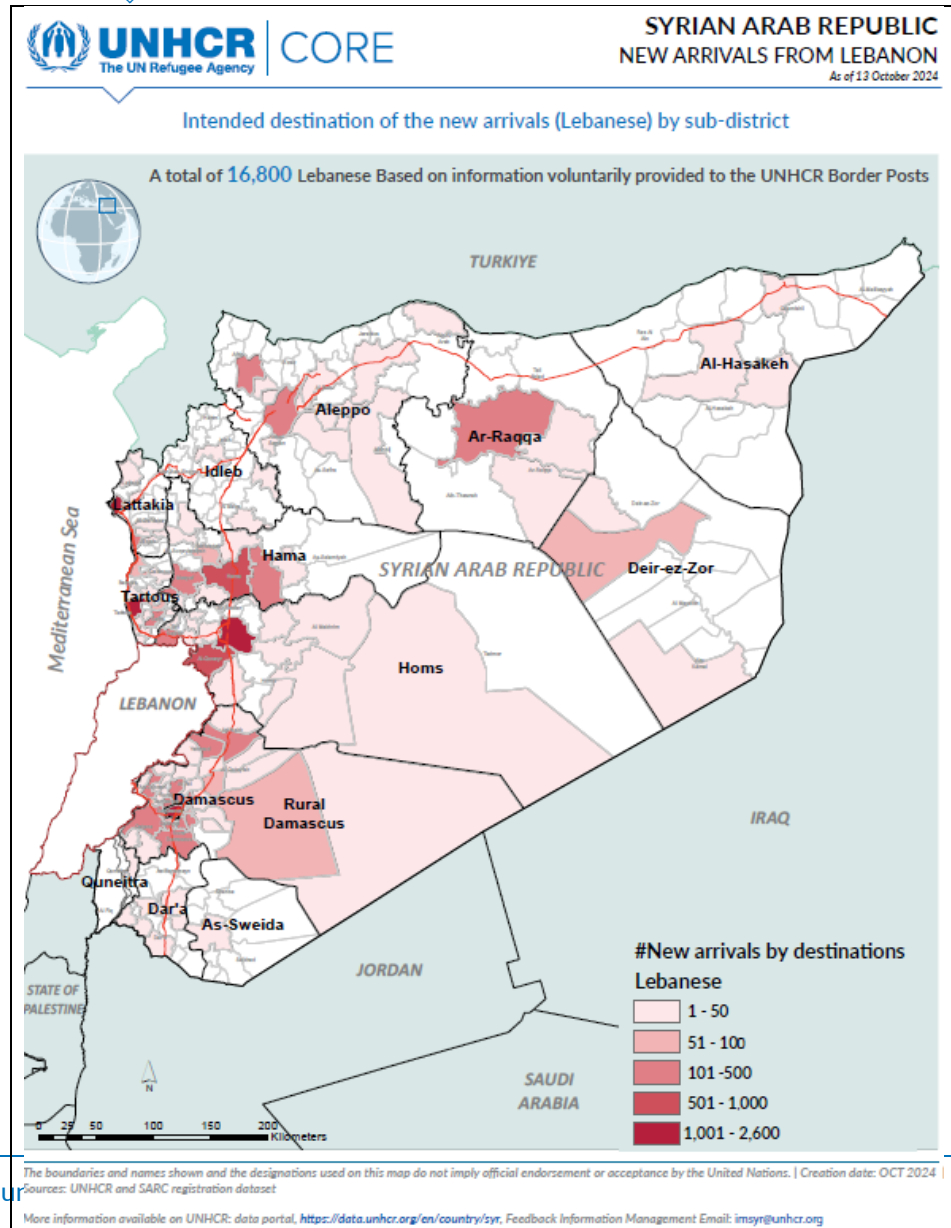 UNHCR
The UN Refugee Agency
CORE
SYRIAN ARAB REPUBLIC
NEW ARRIVALS FROM LEBANON
As of 13 October 2024
Intended destination of the new arrivals (Lebanese) by sub-district
A total of 16,800 Lebanese Based on information voluntarily provided to the UNHCR Border Posts
TURKIYE
Al-Hasakeh
Aleppo
Ar-Raqqa
Idleb
Lattakia
Mediterranean Sea
Hama
SYRIAN ARAB REPUBLIC
Deir-ez-Zor
Tartous
Homs
LEBANON
Damascus
Rural
Damascus
IRAQ
Quneitra
Dar'a
As-Sweida
JORDAN
STATE OF
PALESTINE
SAUDI
ARABIA
#New arrivals by destinations
Lebanese
1 - 50
51 - 100
101 -500
501 - 1,000
1,001 - 2,600
N
0 25 50 100 150 200
Kilometers
The boundaries and names shown and the designations used on this map do not imply official endorsement or acceptance by the United Nations. | Creation date: OCT 2024 |
Sources: UNHCR and SARC registration dataset
More information available on UNHCR: data portal, https://data.unhcr.org/en/country/syr, Feedback Information Management Email: imsyr@unhcr.org